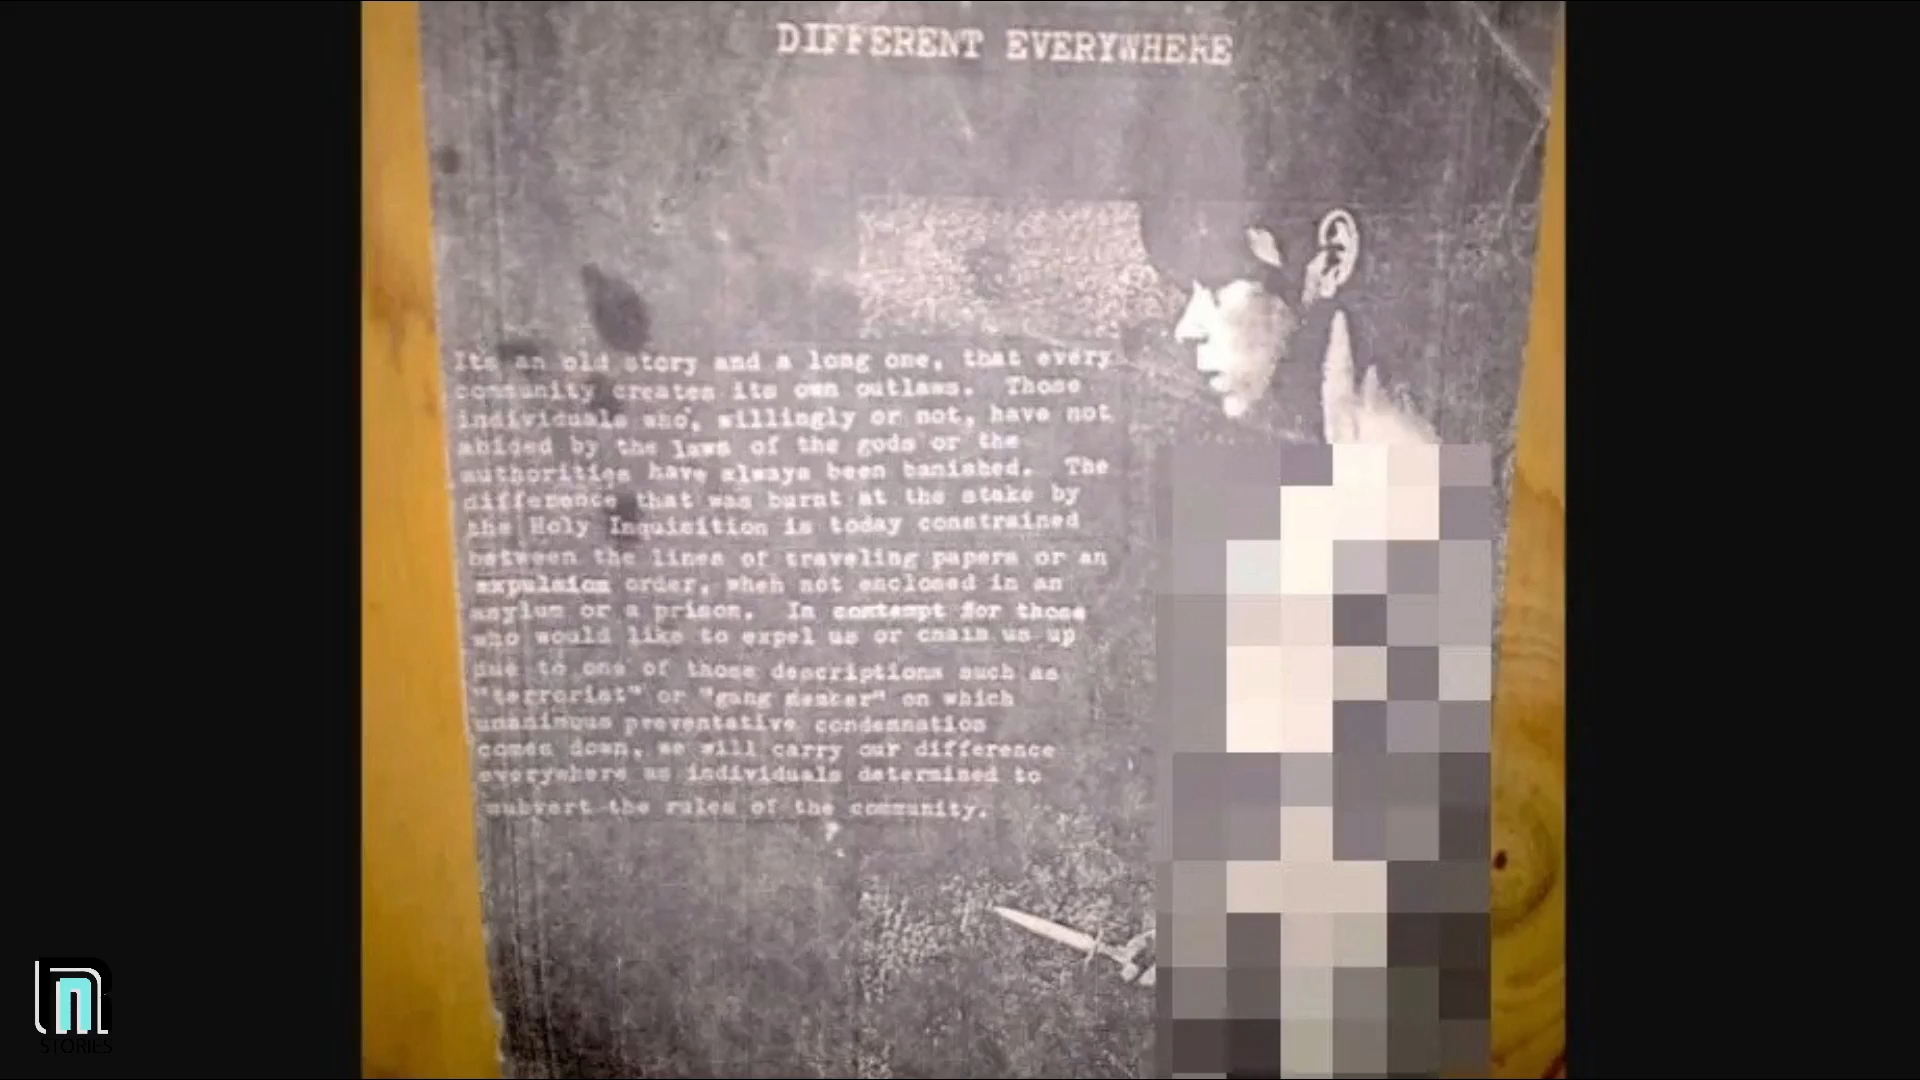 DIFFERENT EVERYWHERE
Its an old story and a long one, that every
community creates its own outlaws. Those
individuals who, willingly or not, have not
abided by the laws of the gods or the
authorities have always been banished. The
difference that was burnt at the stake by
the Holy Inquisition is today constrained
between the lines of traveling papers or an
expulsion order, when not enclosed in an
asylum or a prison. In contempt for those
who would like to expel us or chain us up
due to one of those descriptions such as
"terrorist" or "gang member" on which
unanimous preventative condemnation
comes down, we will carry our difference
everywhere as individuals determined to
subvert the rules of the community.
n
STORIES